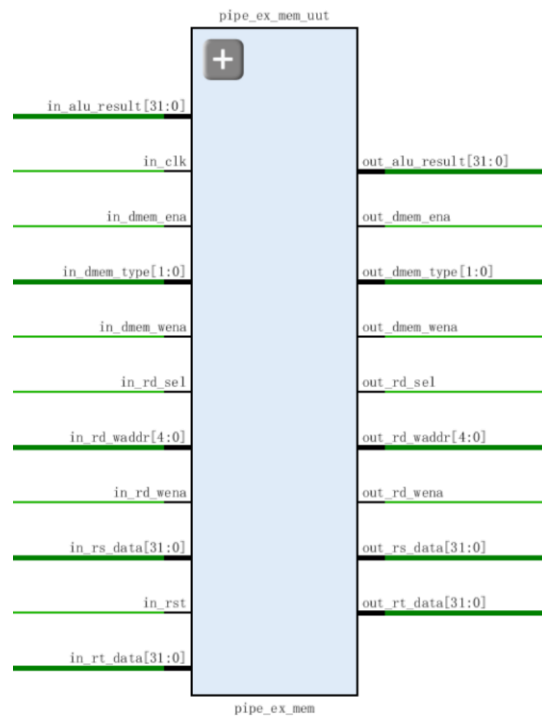 pipe_ex_mem_uut
in_alu_result[31:0]
in_clk
out_alu_result[31:0]
in_dmem_ena
out_dmem_ena
in_dmem_type[1:0]
out_dmem_type[1:0]
in_dmem_wena
out_dmem_wena
in_rd_sel
out_rd_sel
in_rd_waddr[4:0]
out_rd_waddr[4:0]
in_rd_wena
out_rd_wena
in_rs_data[31:0]
out_rs_data[31:0]
in_rst
out_rt_data[31:0]
in_rt_data[31:0]
pipe_ex_mem